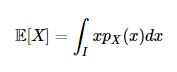 𝔼[X] = ∫_I x p_X(x) dx